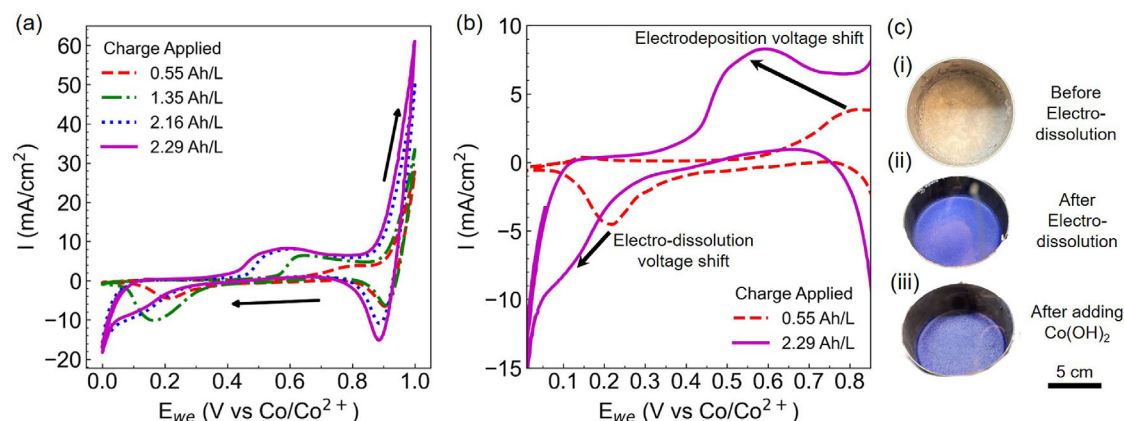 (a)
60
50
40
30
20
10
0
−10
−20
I (mA/cm²)
Charge Applied
0.55 Ah/L
1.35 Ah/L
2.16 Ah/L
2.29 Ah/L
0.0 0.2 0.4 0.6 0.8 1.0
E_we (V vs Co/Co²⁺)
(b)
10
5
0
−5
−10
−15
I (mA/cm²)
Electrodeposition voltage shift
Electro-dissolution
voltage shift
Charge Applied
0.55 Ah/L
2.29 Ah/L
0.1 0.2 0.3 0.4 0.5 0.6 0.7 0.8
E_we (V vs Co/Co²⁺)
(c)
(i)
Before
Electro-
dissolution
(ii)
After
Electro-
dissolution
(iii)
After adding
Co(OH)₂
5 cm